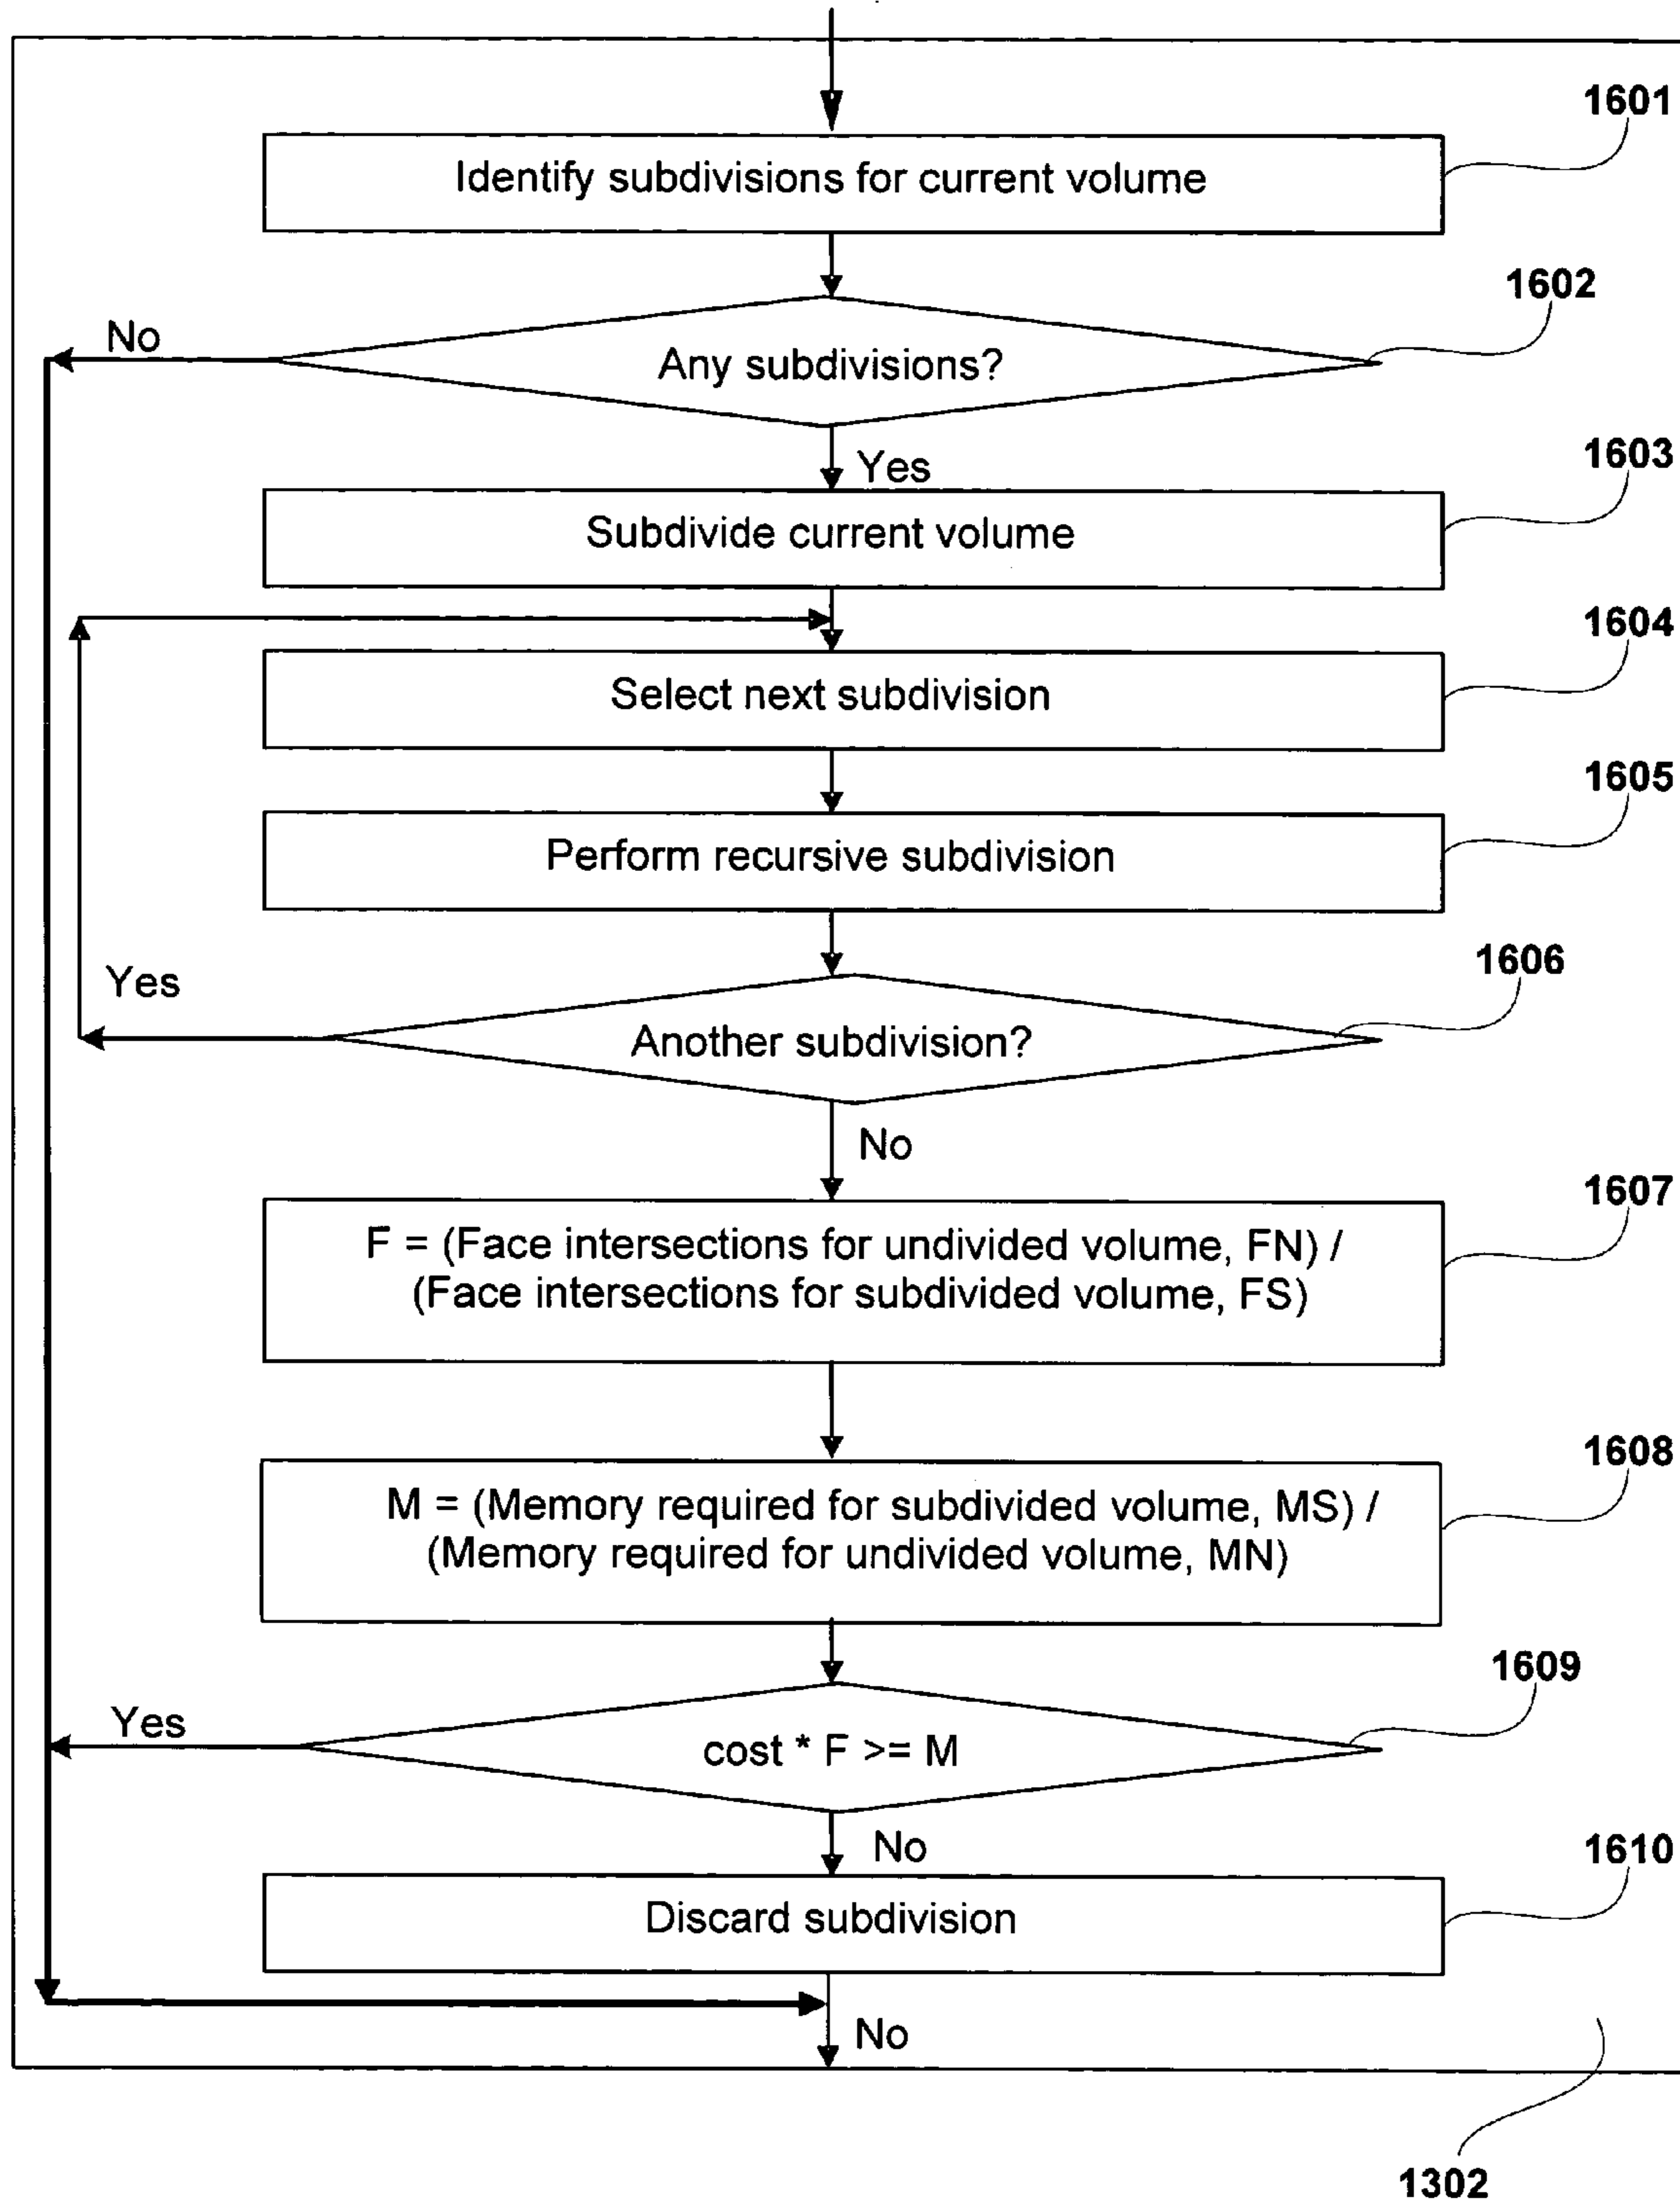 1601
Identify subdivisions for current volume
1602
No
Any subdivisions?
Yes
1603
Subdivide current volume
1604
Select next subdivision
1605
Perform recursive subdivision
1606
Yes
Another subdivision?
No
1607
F = (Face intersections for undivided volume, FN) /
(Face intersections for subdivided volume, FS)
1608
M = (Memory required for subdivided volume, MS) /
(Memory required for undivided volume, MN)
1609
Yes
cost * F >= M
No
1610
Discard subdivision
No
1302